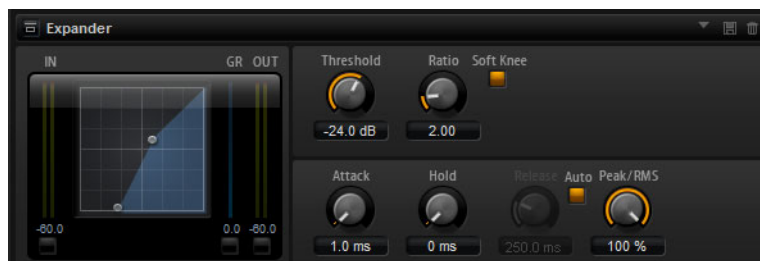 Expander
IN GR OUT
-60.0 0.0 -60.0
Threshold Ratio Soft Knee
-24.0 dB 2.00
Attack Hold Release Auto Peak/RMS
1.0 ms 0 ms 250.0 ms 100 %